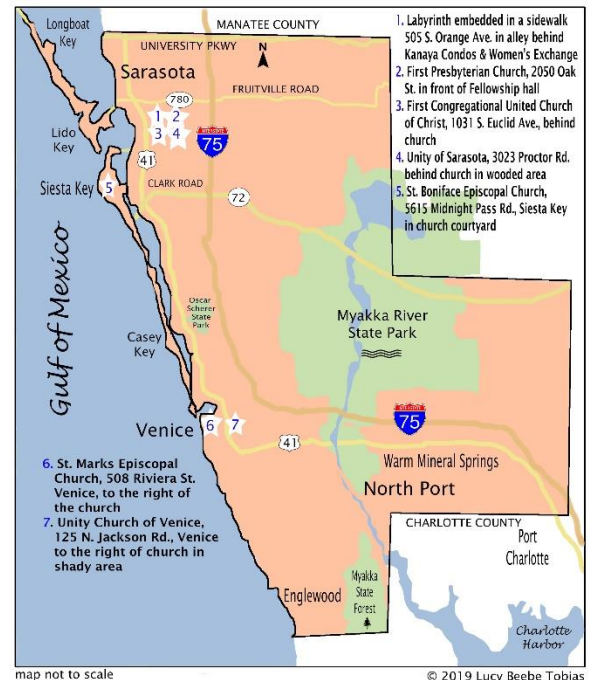 Longboat
Key
MANATEE COUNTY
UNIVERSITY PKWY
N
Sarasota
FRUITVILLE ROAD
780
1 2
3 4
INTERSTATE
75
Lido
Key
41
Siesta Key
5
CLARK ROAD
72
1. Labyrinth embedded in a sidewalk
505 S. Orange Ave. in alley behind
Kanaya Condos & Women's Exchange
2. First Presbyterian Church, 2050 Oak
St. in front of Fellowship hall
3. First Congregational United Church
of Christ, 1031 S. Euclid Ave., behind
church
4. Unity of Sarasota, 3023 Proctor Rd.
behind church in wooded area
5. St. Boniface Episcopal Church,
5615 Midnight Pass Rd., Siesta Key
in church courtyard
Gulf of Mexico
Oscar
Scherer
State
Park
Myakka River
State Park
Casey
Key
INTERSTATE
75
Venice
6 7
41
Warm Mineral Springs
North Port
6. St. Marks Episcopal
Church, 508 Riviera St.
Venice, to the right of
the church
7. Unity Church of Venice,
125 N. Jackson Rd., Venice
to the right of church in
shady area
CHARLOTTE COUNTY
Port
Charlotte
Englewood
Myakka
State
Forest
Charlotte
Harbor
map not to scale
© 2019 Lucy Beebe Tobias